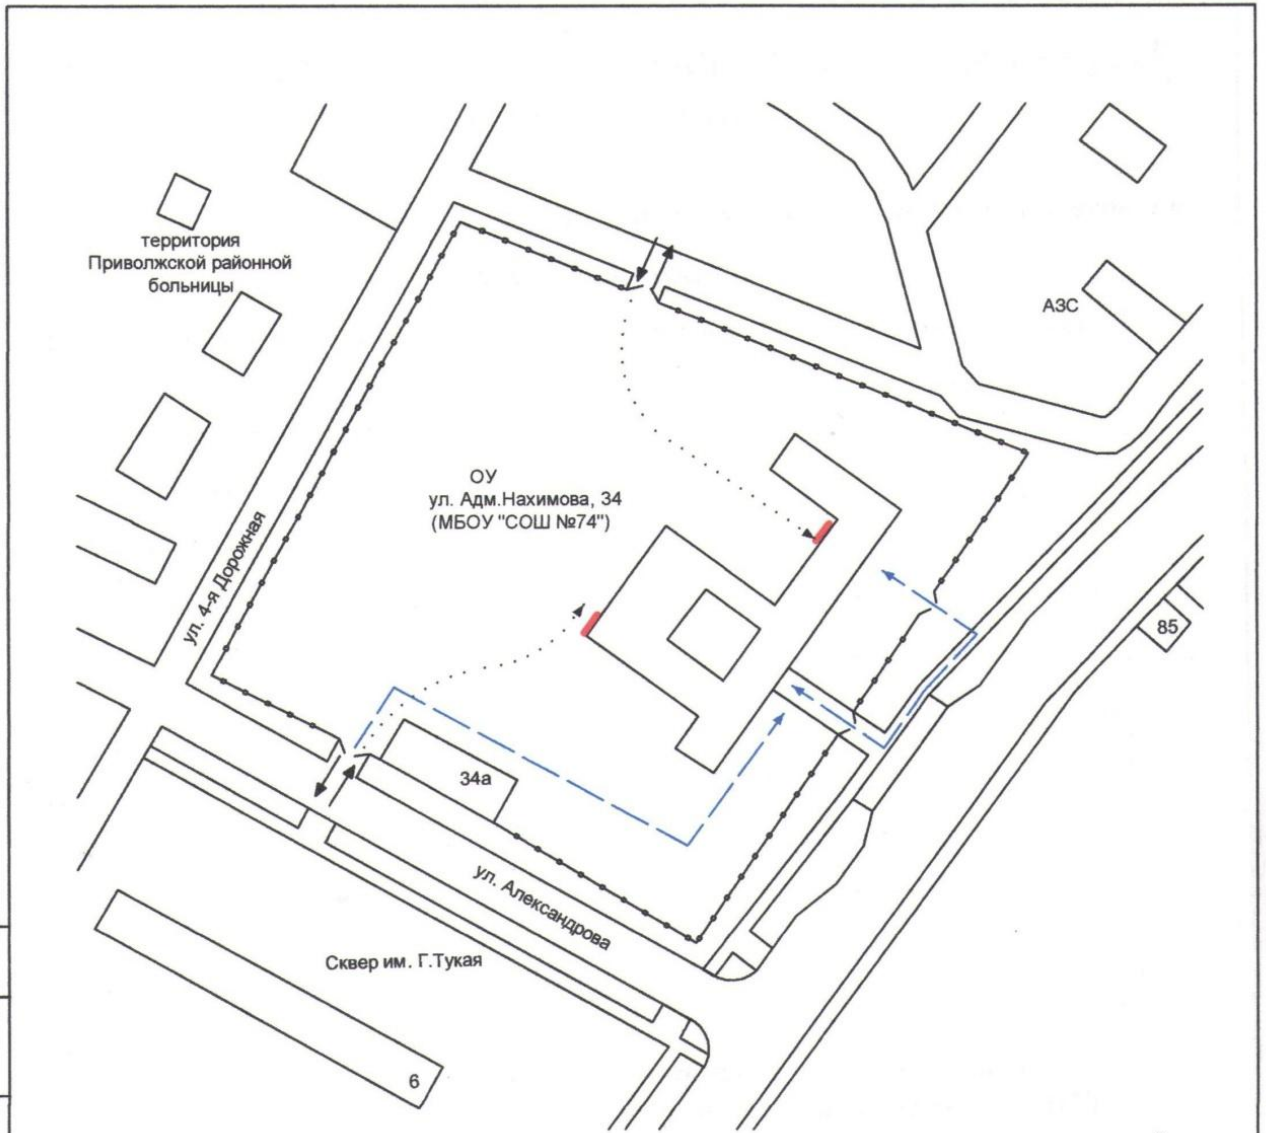 территория
Приволжской районной
больницы
АЗС
ОУ
ул. Адм.Нахимова, 34
(МБОУ "СОШ №74")
ул. 4-я Дорожная
85
34а
ул. Александрова
Сквер им. Г.Тукая
6